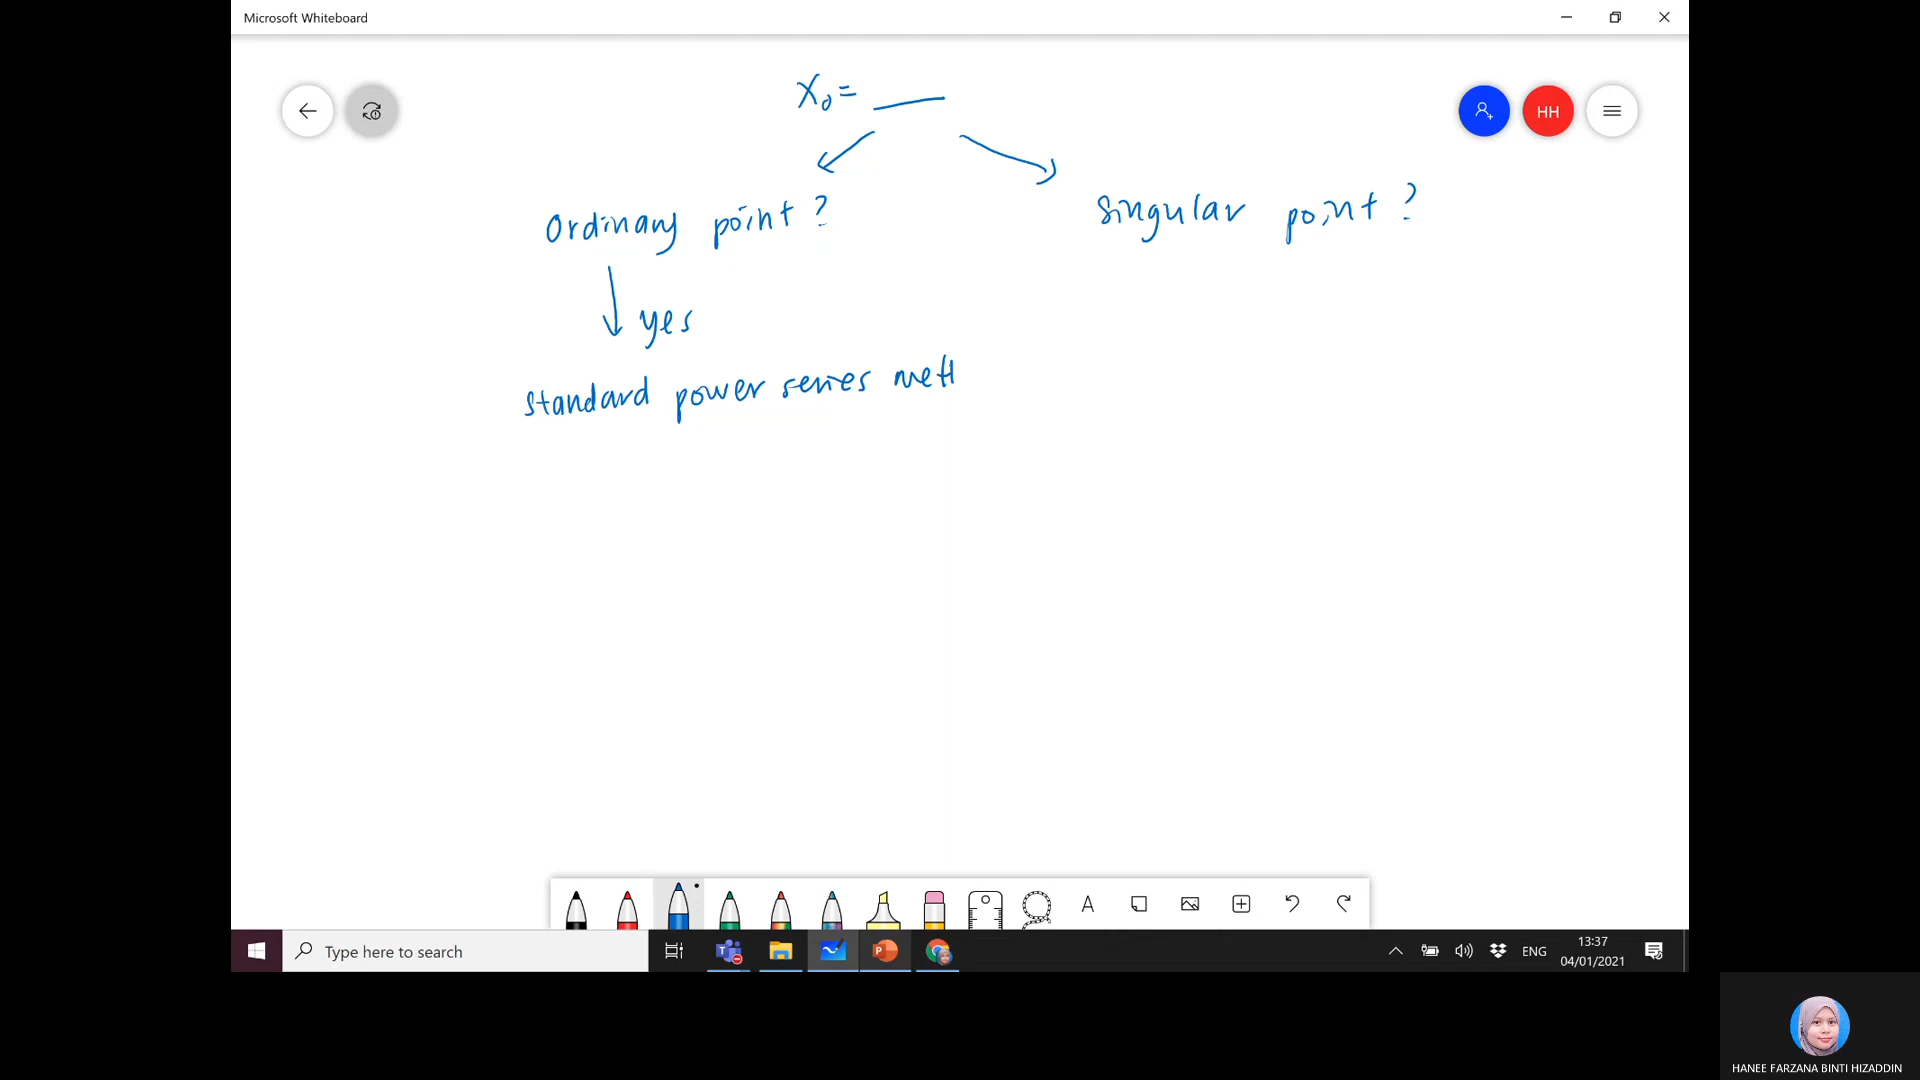 Microsoft Whiteboard
X₀ = ___
HH
Ordinary point ?
Singular point ?
yes
Standard power series meth
A
Type here to search
ENG
13:37
04/01/2021
HANEE FARZANA BINTI HIZADDIN